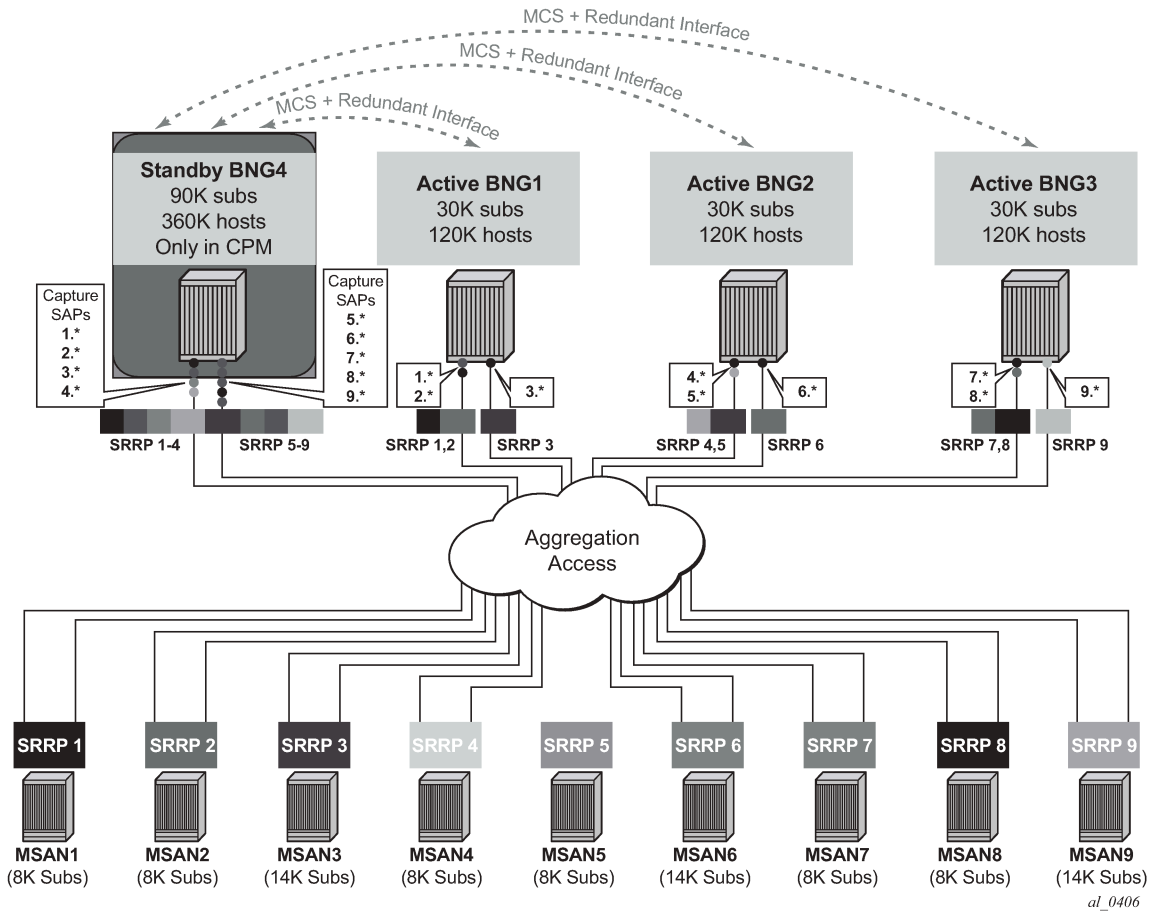 MCS + Redundant Interface
MCS + Redundant Interface
MCS + Redundant Interface
Standby BNG4
90K subs
360K hosts
Only in CPM
Active BNG1
30K subs
120K hosts
Active BNG2
30K subs
120K hosts
Active BNG3
30K subs
120K hosts
Capture
SAPs
1.*
2.*
3.*
4.*
Capture
SAPs
5.*
6.*
7.*
8.*
9.*
1.*
2.*
3.*
4.*
5.*
6.*
7.*
8.*
9.*
SRRP 1-4
SRRP 5-9
SRRP 1,2
SRRP 3
SRRP 4,5
SRRP 6
SRRP 7,8
SRRP 9
Aggregation
Access
SRRP 1
SRRP 2
SRRP 3
SRRP 4
SRRP 5
SRRP 6
SRRP 7
SRRP 8
SRRP 9
MSAN1
(8K Subs)
MSAN2
(8K Subs)
MSAN3
(14K Subs)
MSAN4
(8K Subs)
MSAN5
(8K Subs)
MSAN6
(14K Subs)
MSAN7
(8K Subs)
MSAN8
(8K Subs)
MSAN9
(14K Subs)
al_0406